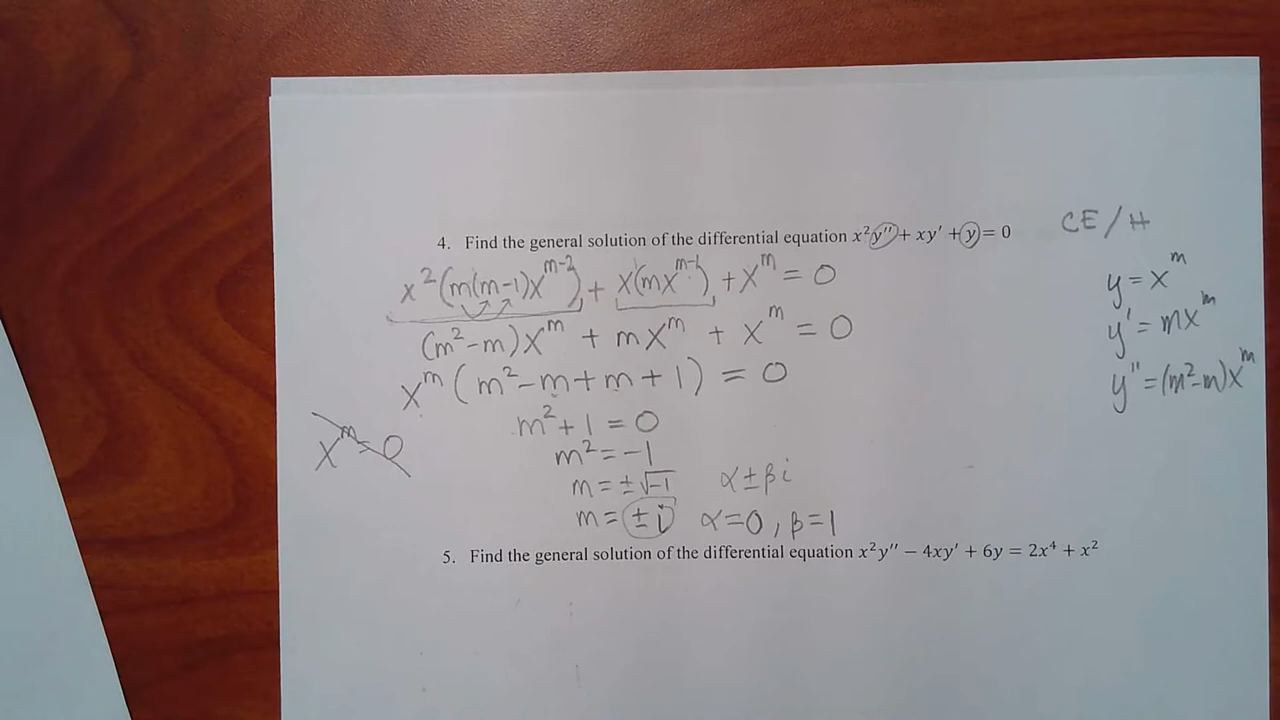 4. Find the general solution of the differential equation x²y'' + xy' + y = 0
CE/H
x²(m(m-1)x^(m-2)) + x(mx^(m-1)) + x^m = 0
y = x^m
(m²-m)x^m + mx^m + x^m = 0
y' = mx^m
x^m(m²-m+m+1) = 0
y'' = (m²-m)x^m
m²+1 = 0
x^m=0
m² = -1
m = ±√-1 α±βi
m = ±i α=0, β=1
5. Find the general solution of the differential equation x²y'' − 4xy' + 6y = 2x⁴ + x²